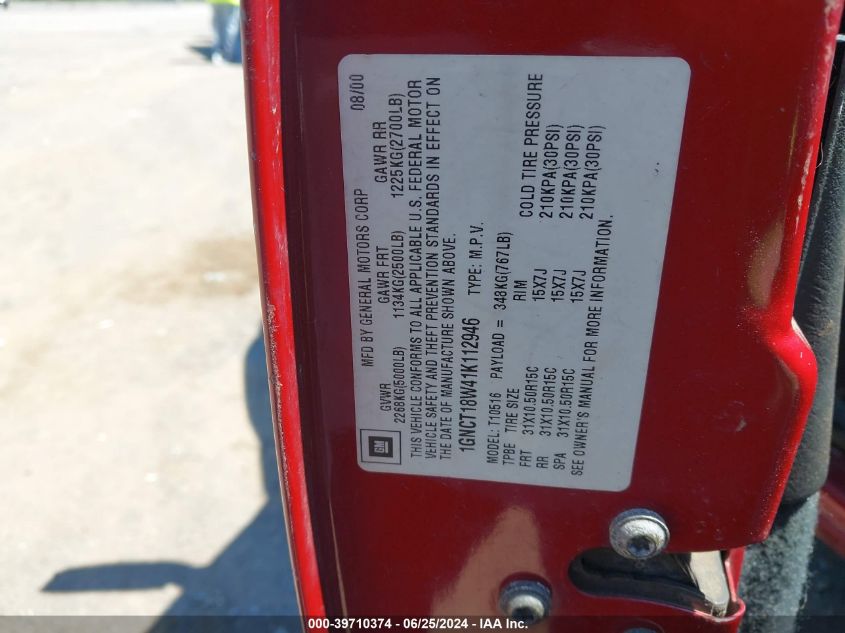 MFD BY GENERAL MOTORS CORP 08/00
GVWR GAWR FRT GAWR RR
2268KG(5000LB) 1134KG(2500LB) 1225KG(2700LB)
GM
THIS VEHICLE CONFORMS TO ALL APPLICABLE U.S. FEDERAL MOTOR
VEHICLE SAFETY AND THEFT PREVENTION STANDARDS IN EFFECT ON
THE DATE OF MANUFACTURE SHOWN ABOVE.
1GNCT18W41K112946 TYPE: M.P.V.
MODEL: T10516 PAYLOAD = 348KG(767LB)
TPBE TIRE SIZE RIM COLD TIRE PRESSURE
FRT 31X10.50R15C 15X7J 210KPA(30PSI)
RR 31X10.50R15C 15X7J 210KPA(30PSI)
SPA 31X10.50R15C 15X7J 210KPA(30PSI)
SEE OWNER'S MANUAL FOR MORE INFORMATION.
000-39710374 - 06/25/2024 - IAA Inc.